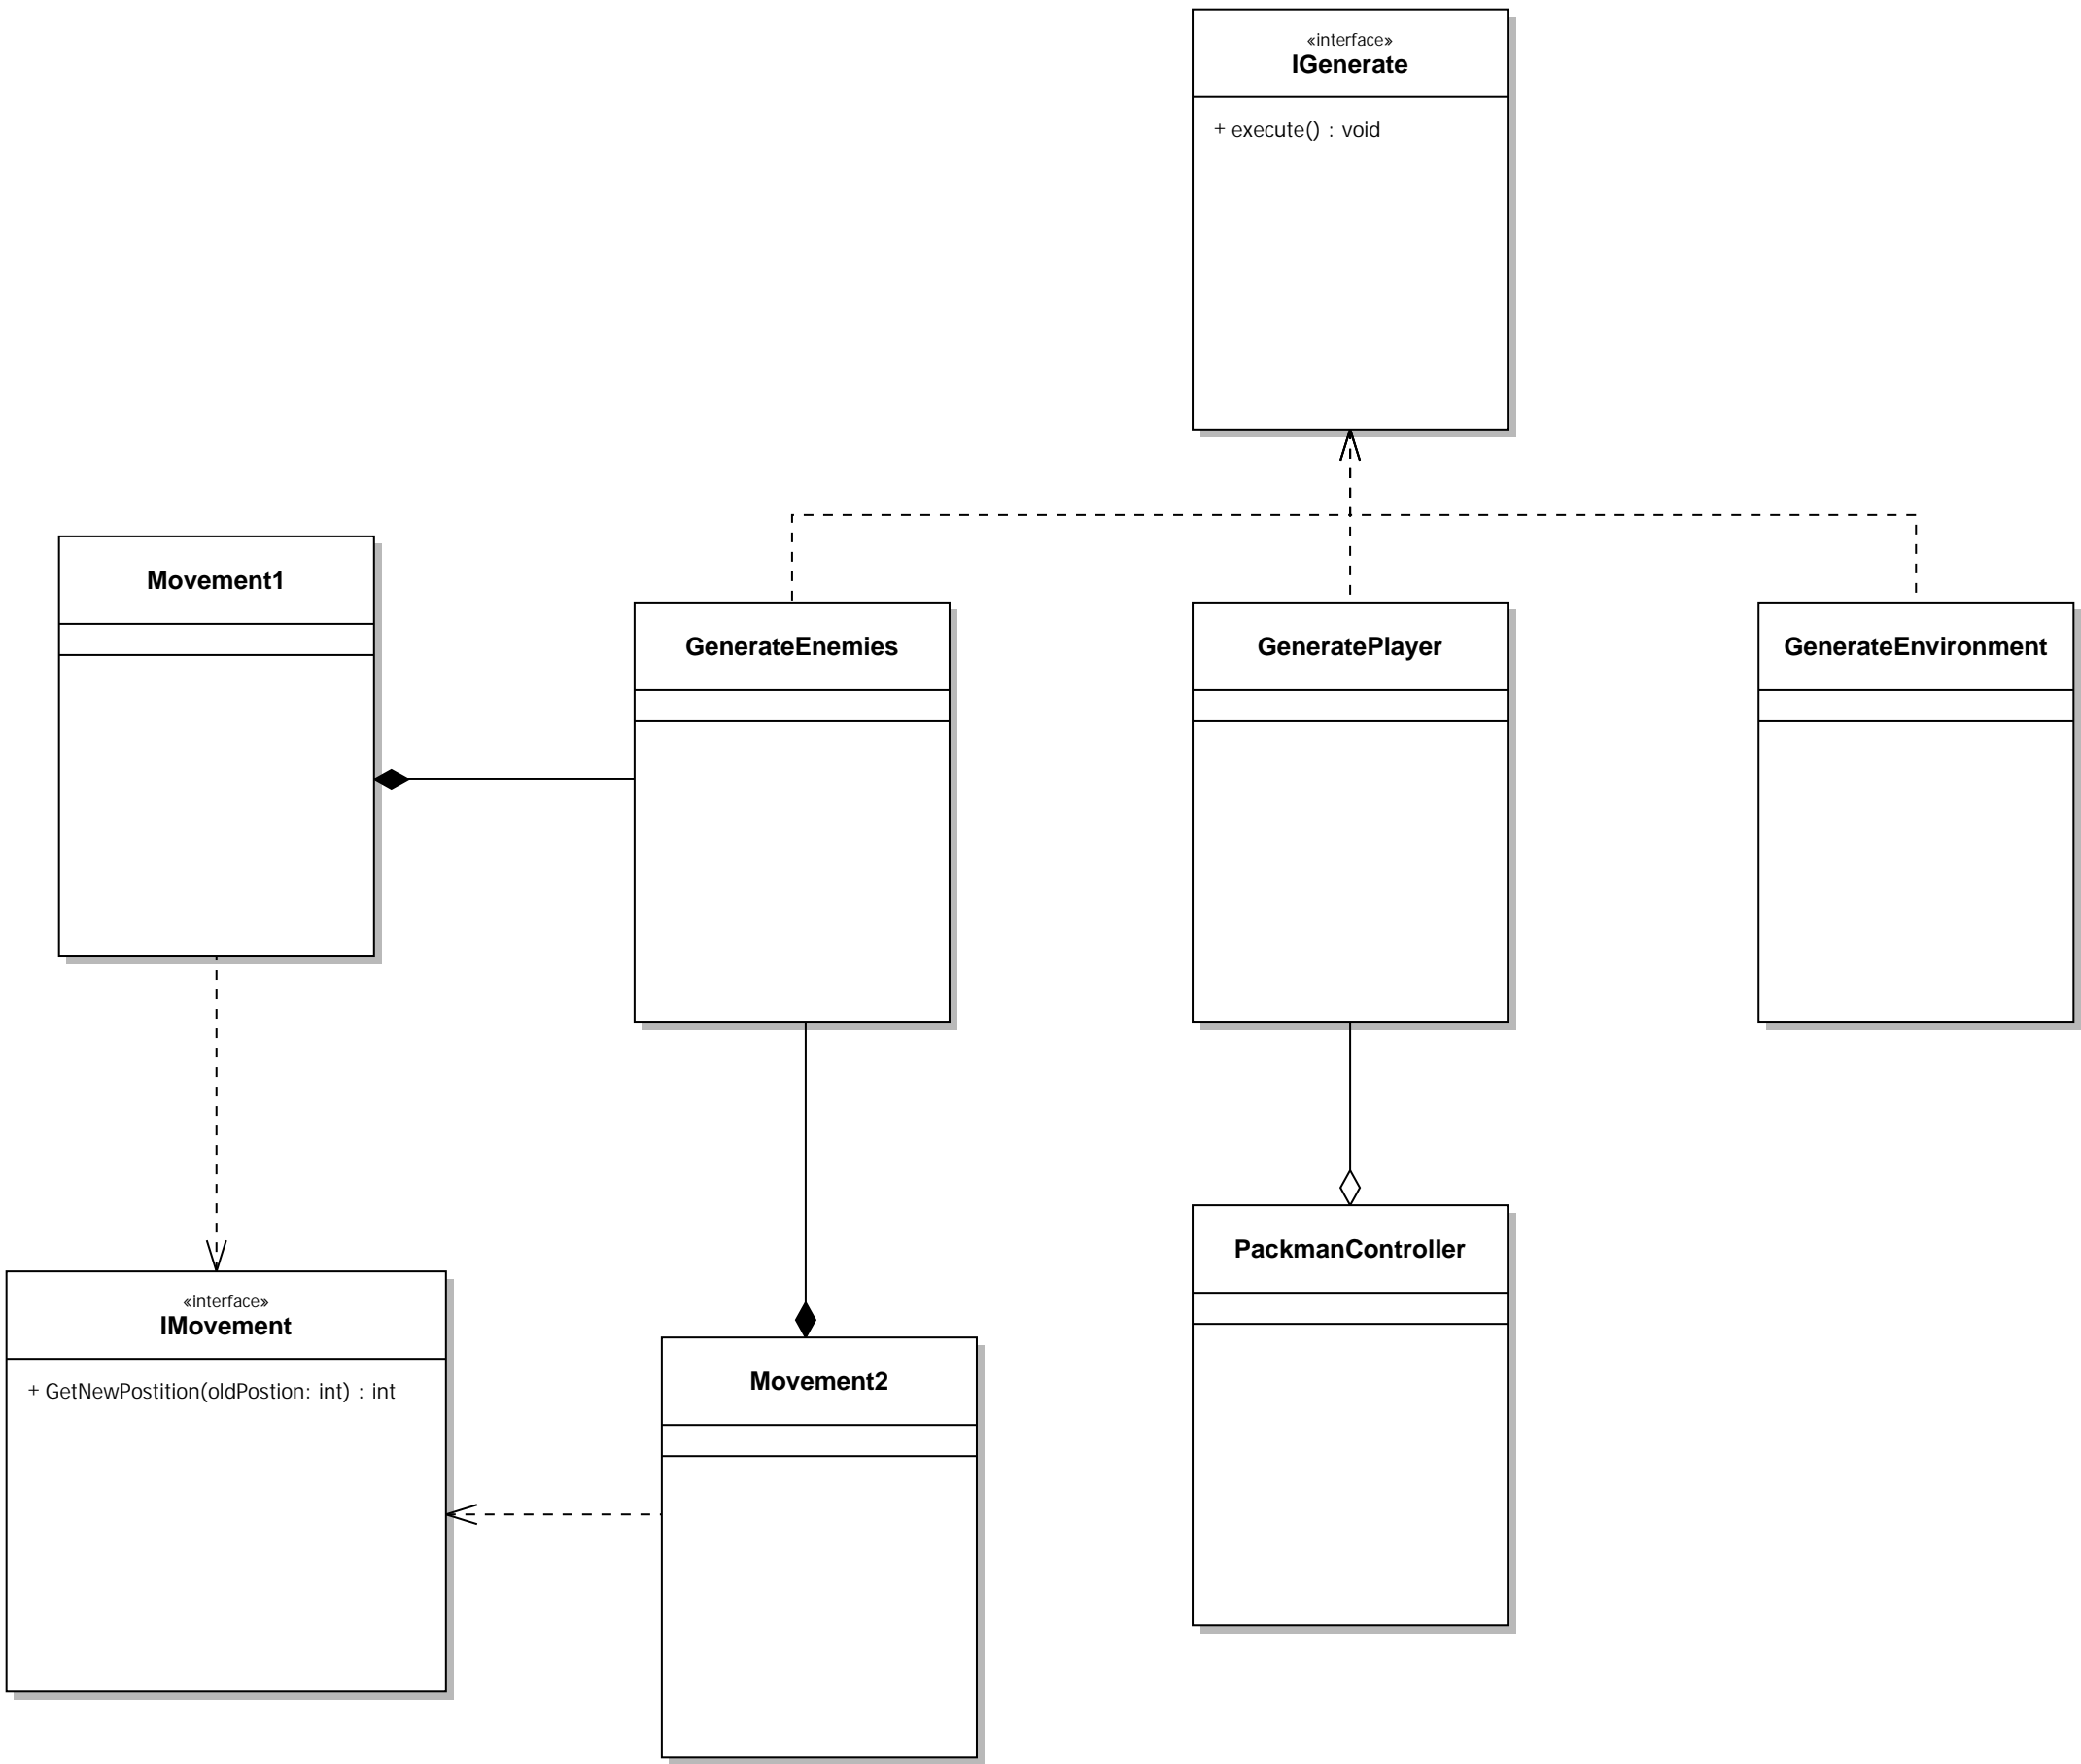 «interface»
IGenerate
+ execute() : void
Movement1
GenerateEnemies
GeneratePlayer
GenerateEnvironment
PackmanController
«interface»
IMovement
+ GetNewPostition(oldPostion: int) : int
Movement2